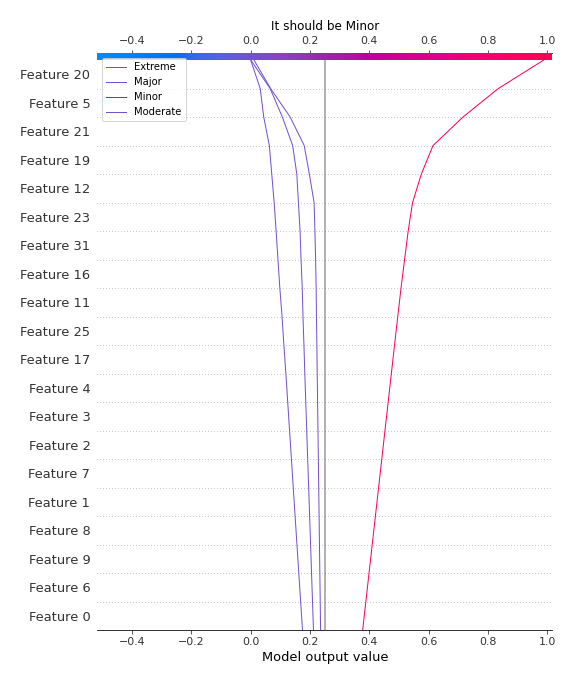 It should be Minor
−0.4 −0.2 0.0 0.2 0.4 0.6 0.8 1.0
Extreme
Major
Minor
Moderate
Feature 20
Feature 5
Feature 21
Feature 19
Feature 12
Feature 23
Feature 31
Feature 16
Feature 11
Feature 25
Feature 17
Feature 4
Feature 3
Feature 2
Feature 7
Feature 1
Feature 8
Feature 9
Feature 6
Feature 0
−0.4 −0.2 0.0 0.2 0.4 0.6 0.8 1.0
Model output value